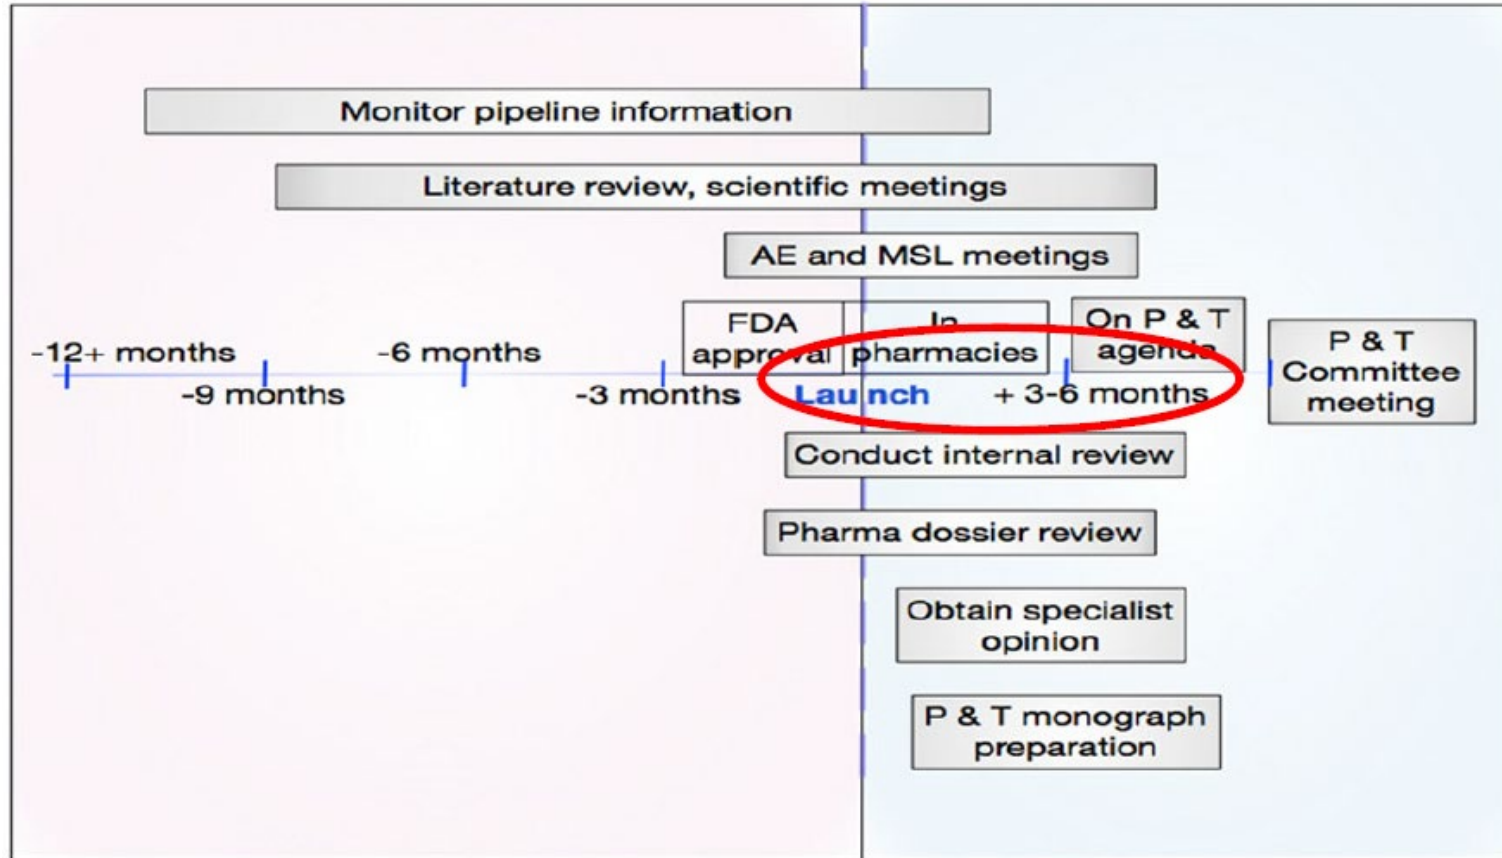 Monitor pipeline information
Literature review, scientific meetings
AE and MSL meetings
FDA
approval
In
pharmacies
On P & T
agenda
P & T
Committee
meeting
-12+ months
-9 months
-6 months
-3 months
Launch
+ 3-6 months
Conduct internal review
Pharma dossier review
Obtain specialist
opinion
P & T monograph
preparation